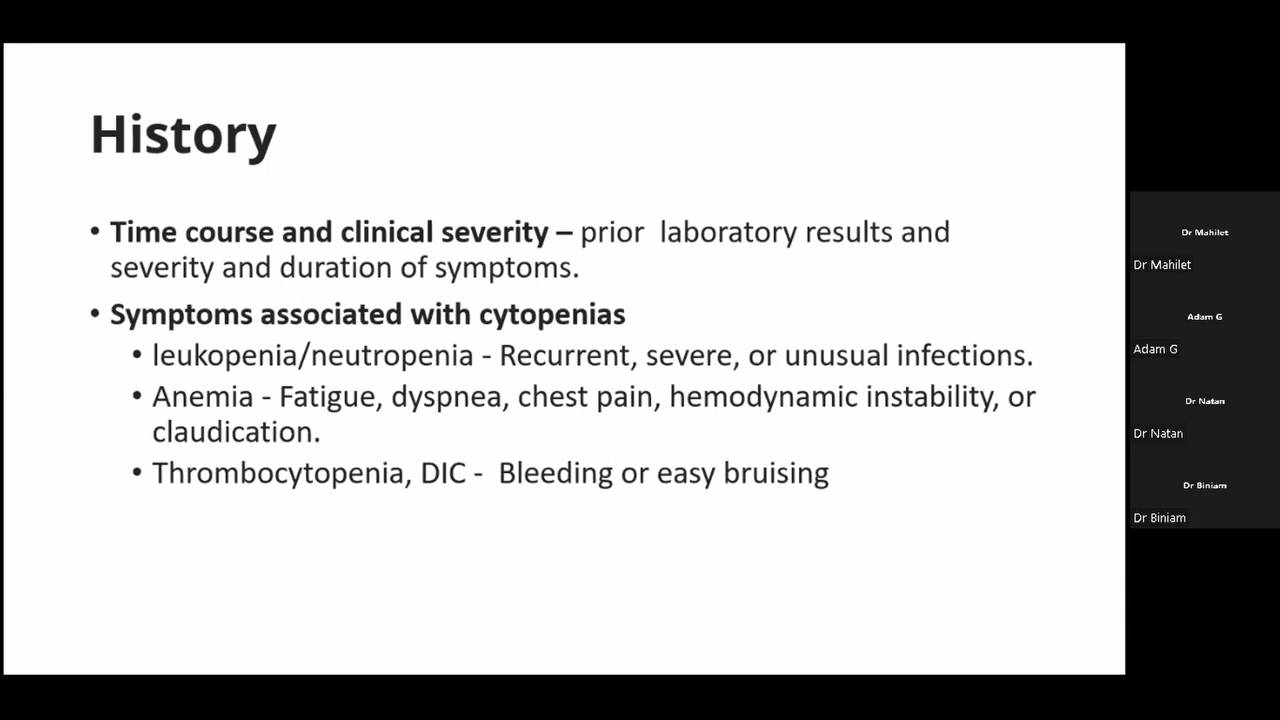 History
• Time course and clinical severity – prior  laboratory results and
severity and duration of symptoms.
• Symptoms associated with cytopenias
• leukopenia/neutropenia - Recurrent, severe, or unusual infections.
• Anemia - Fatigue, dyspnea, chest pain, hemodynamic instability, or
claudication.
• Thrombocytopenia, DIC -  Bleeding or easy bruising
Dr Mahilet
Dr Mahilet
Adam G
Adam G
Dr Natan
Dr Natan
Dr Biniam
Dr Biniam